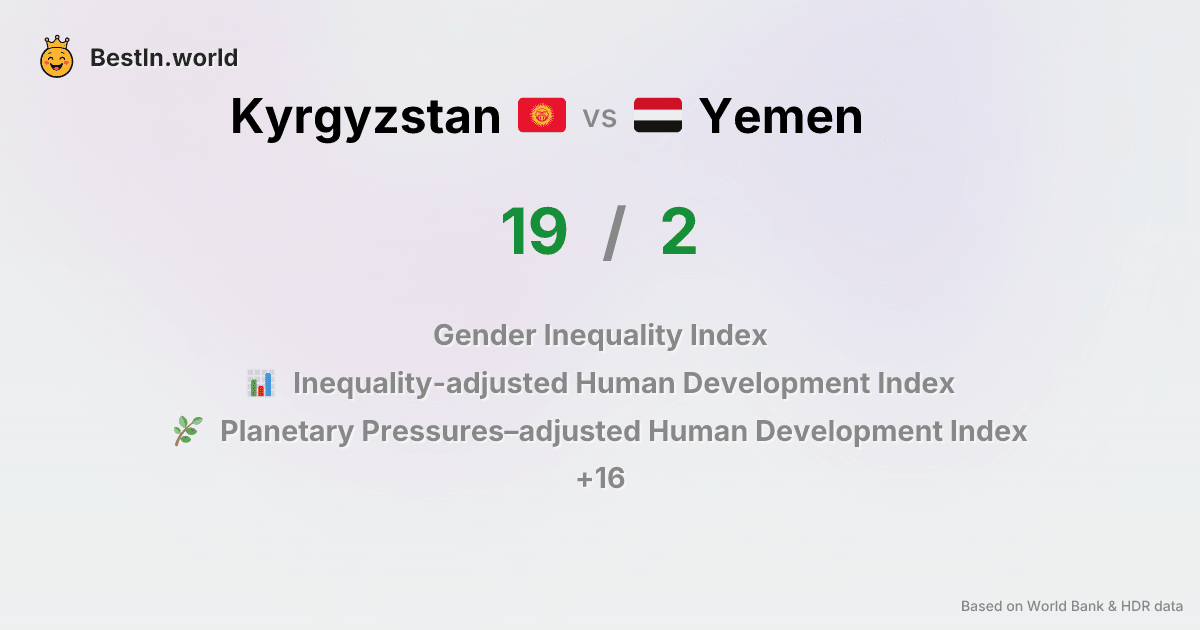 BestIn.world
Kyrgyzstan vs Yemen
19 / 2
Gender Inequality Index
Inequality-adjusted Human Development Index
Planetary Pressures–adjusted Human Development Index
+16
Based on World Bank & HDR data